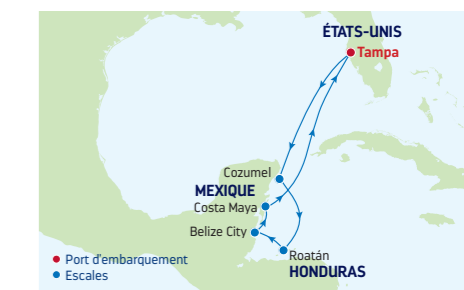 ÉTATS-UNIS
Tampa
Cozumel
MEXIQUE
Costa Maya
Belize City
Roatán
HONDURAS
Port d'embarquement
Escales